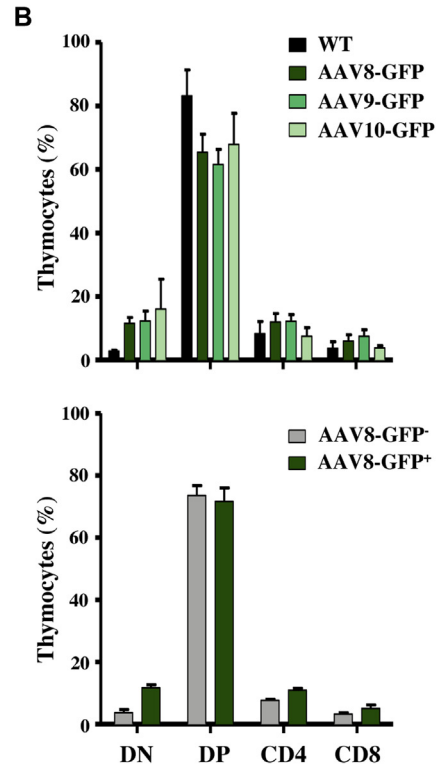 B
Thymocytes (%)
100
80
60
40
20
0
WT
AAV8-GFP
AAV9-GFP
AAV10-GFP
Thymocytes (%)
100
80
60
40
20
0
AAV8-GFP⁻
AAV8-GFP⁺
DN DP CD4 CD8